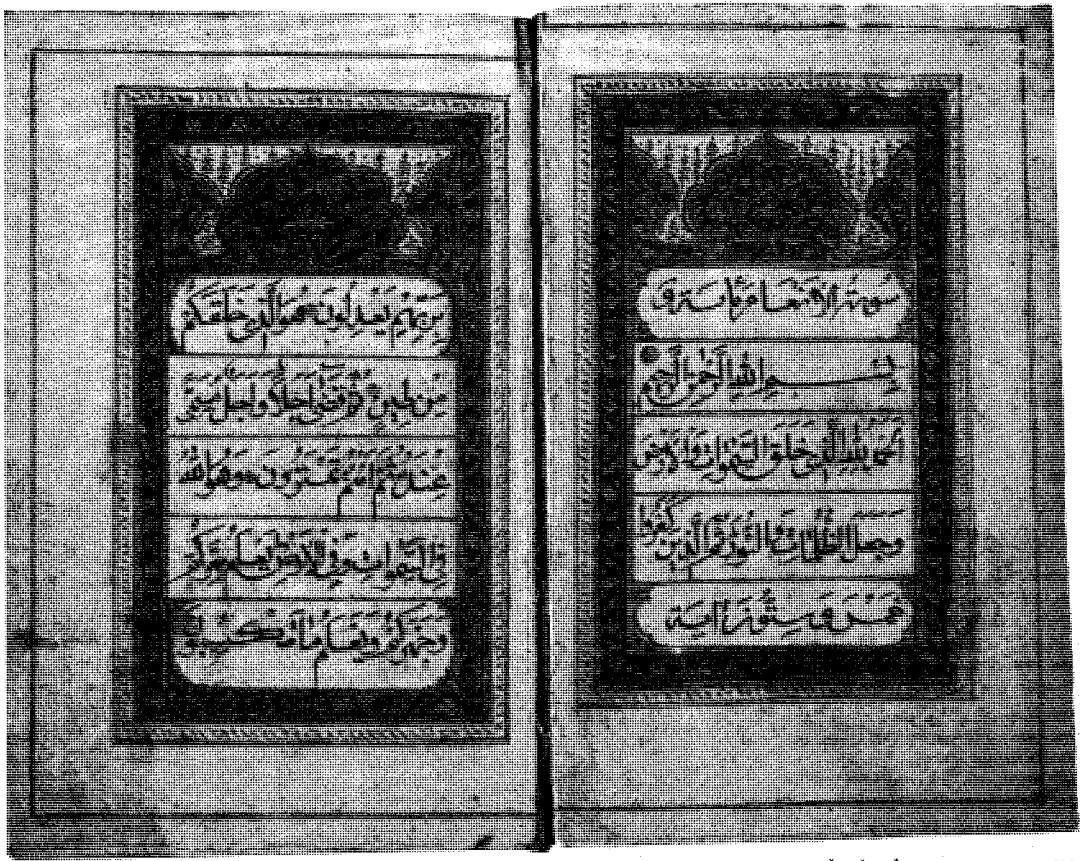 سورة الانعام مائة و
بسم الله الرحمن الرحيم
الحمد لله الذي خلق السموات والارض
وجعل الظلمات والنور ثم الذين كفروا
خمس وستون اية
بربهم يعدلون هو الذي خلقكم
من طين ثم قضى اجلا واجل مسمى
عنده ثم انتم تمترون وهو الله
في السموات وفي الارض يعلم سركم
وجهركم ويعلم ما تكسبون